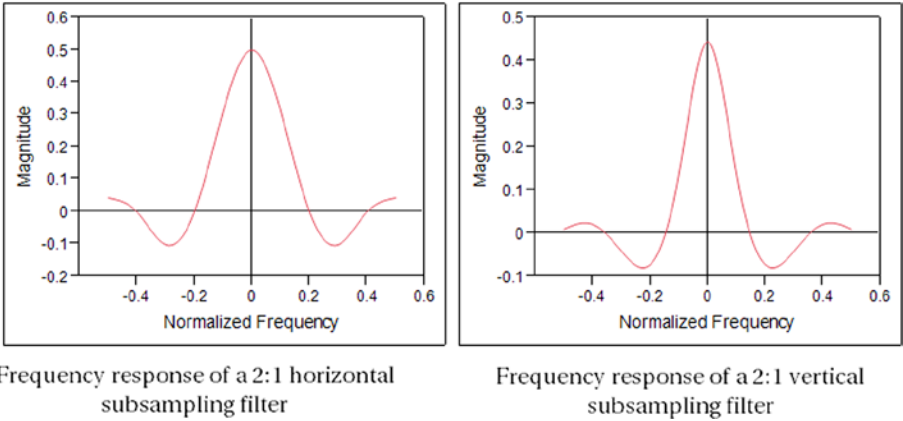 0.6
0.5
0.4
0.3
0.2
0.1
0
-0.1
-0.2
Magnitude
-0.4 -0.2 0 0.2 0.4 0.6
Normalized Frequency
0.5
0.4
0.3
0.2
0.1
0
-0.1
Magnitude
-0.4 -0.2 0 0.2 0.4 0.6
Normalized Frequency
Frequency response of a 2:1 horizontal
subsampling filter
Frequency response of a 2:1 vertical
subsampling filter